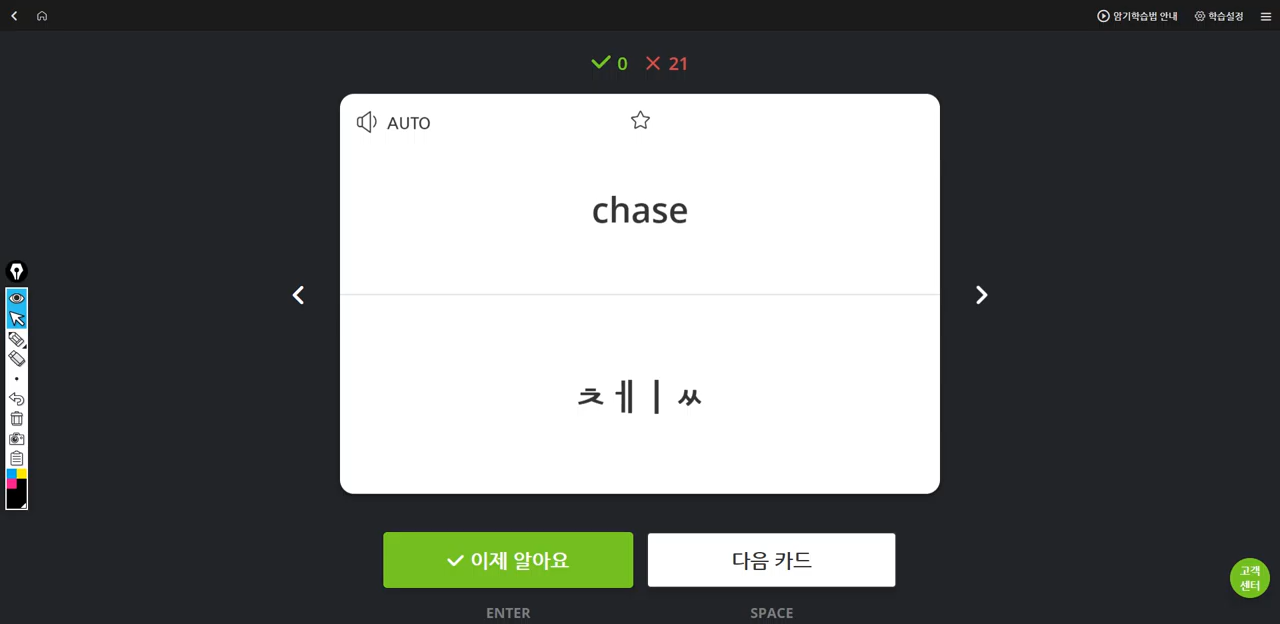 암기학습법 안내 학습설정
0 21
AUTO
chase
ㅊ ㅔ ㅣ ㅆ
이제 알아요 다음 카드
ENTER SPACE
고객
센터